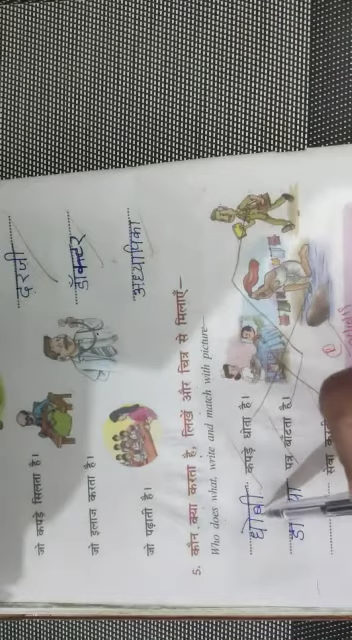 जो कपड़े सिलता है। दरजी
जो इलाज करता है। डॉक्टर
जो पढ़ाती है। अध्यापिका
5. कौन क्या करता है, लिखें और चित्र से मिलाएँ—
Who does what, write and match with picture—
धोबी कपड़े धोता है।
पत्र बाँटता है।
सेवा